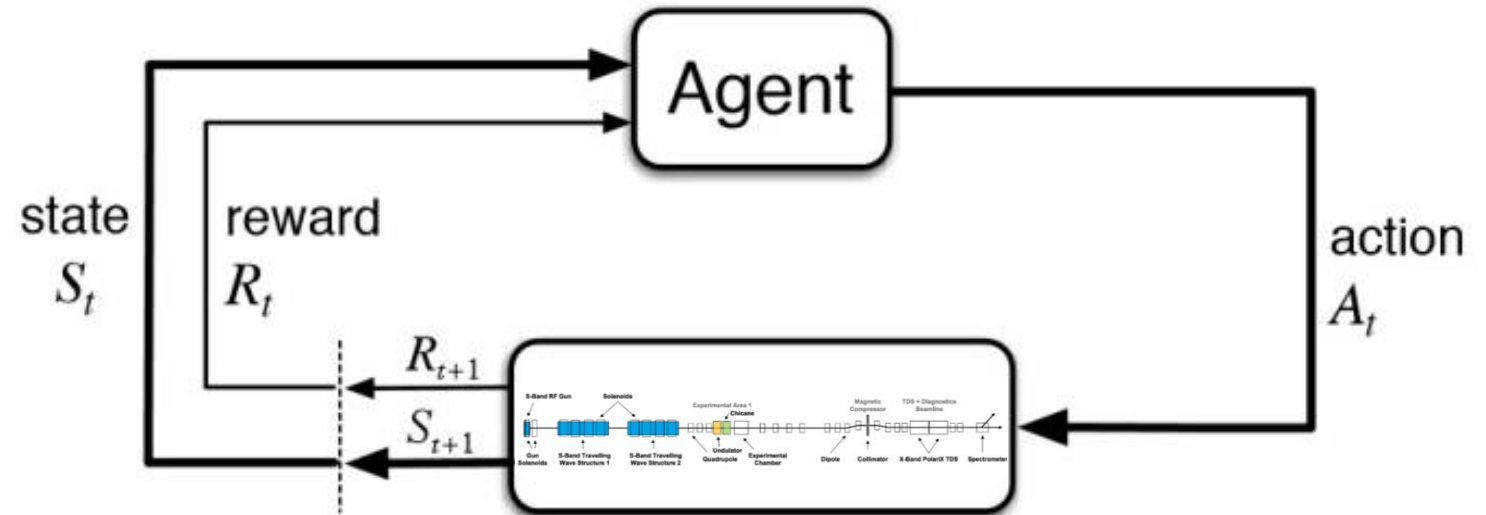 Agent
state
S_t
reward
R_t
action
A_t
R_{t+1}
S_{t+1}
S-Band RF Gun
Solenoids
Experimental Area 1
Chicane
Magnetic
Compressor
TDS + Diagnostics
Beamline
Gun
Solenoids
S-Band Travelling
Wave Structure 1
S-Band Travelling
Wave Structure 2
Undulator
Quadrupole
Experimental
Chamber
Dipole
Collimator
X-Band PolariX TDS
Spectrometer